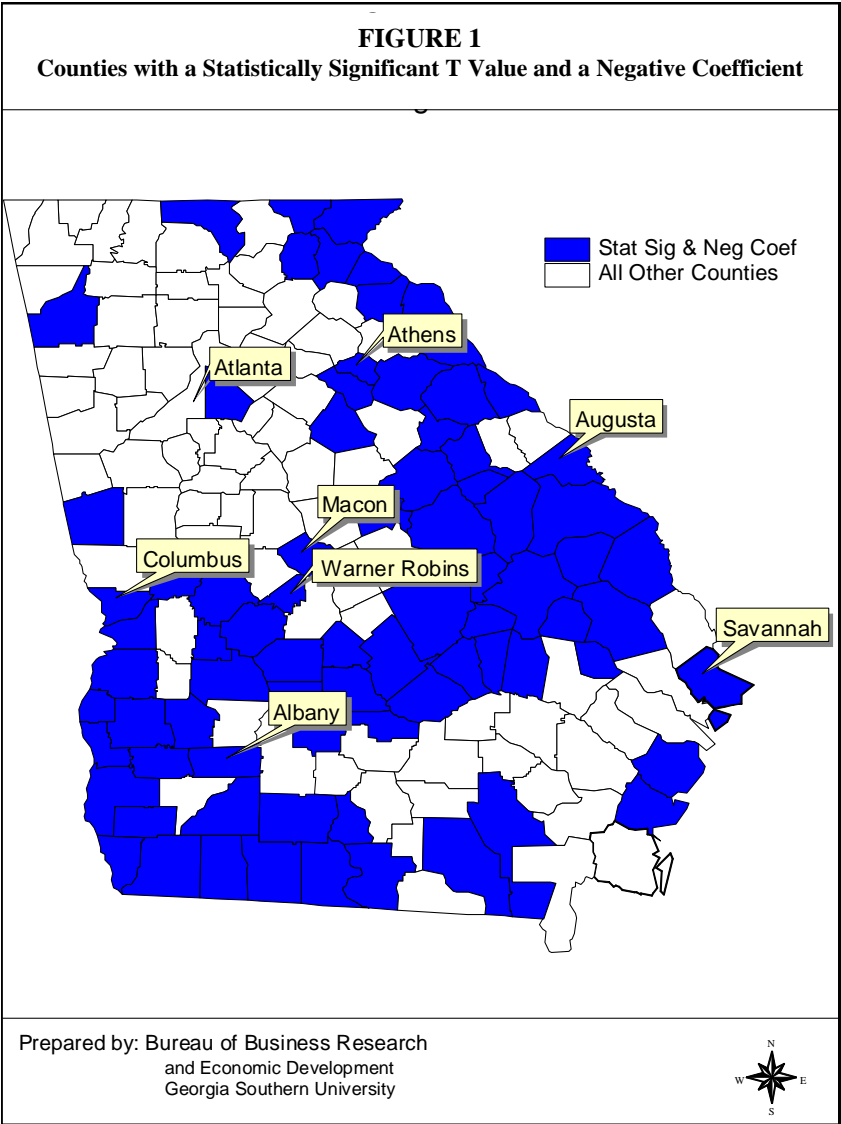 FIGURE 1
Counties with a Statistically Significant T Value and a Negative Coefficient
Stat Sig & Neg Coef
All Other Counties
Athens
Atlanta
Augusta
Macon
Columbus
Warner Robins
Savannah
Albany
Prepared by: Bureau of Business Research
and Economic Development
Georgia Southern University
N
W E
S